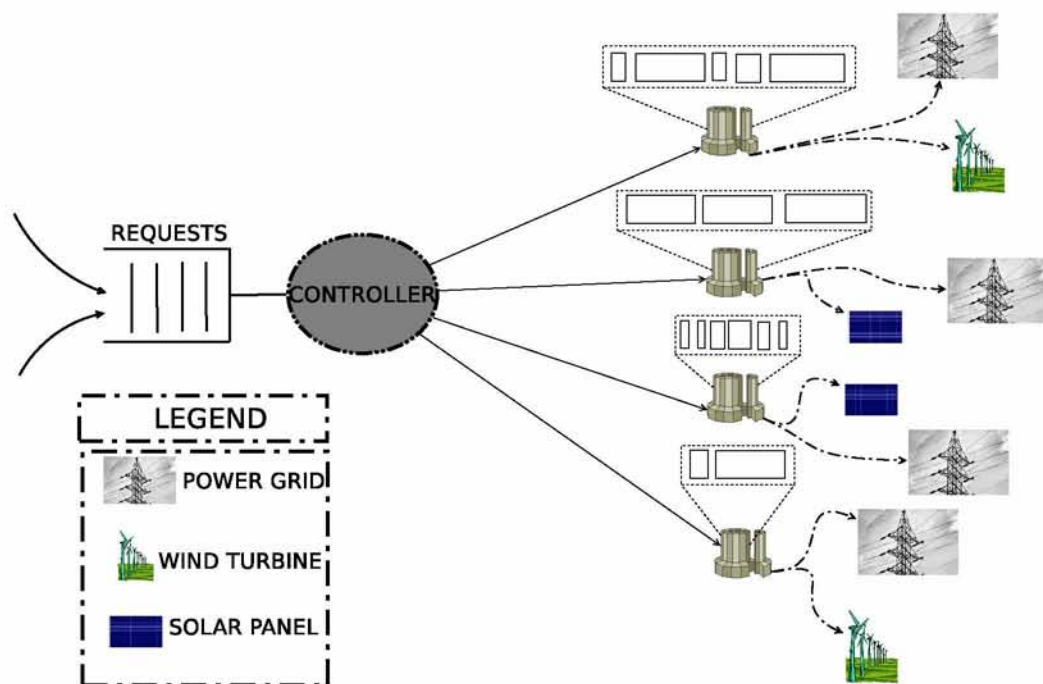 REQUESTS
CONTROLLER
LEGEND
POWER GRID
WIND TURBINE
SOLAR PANEL